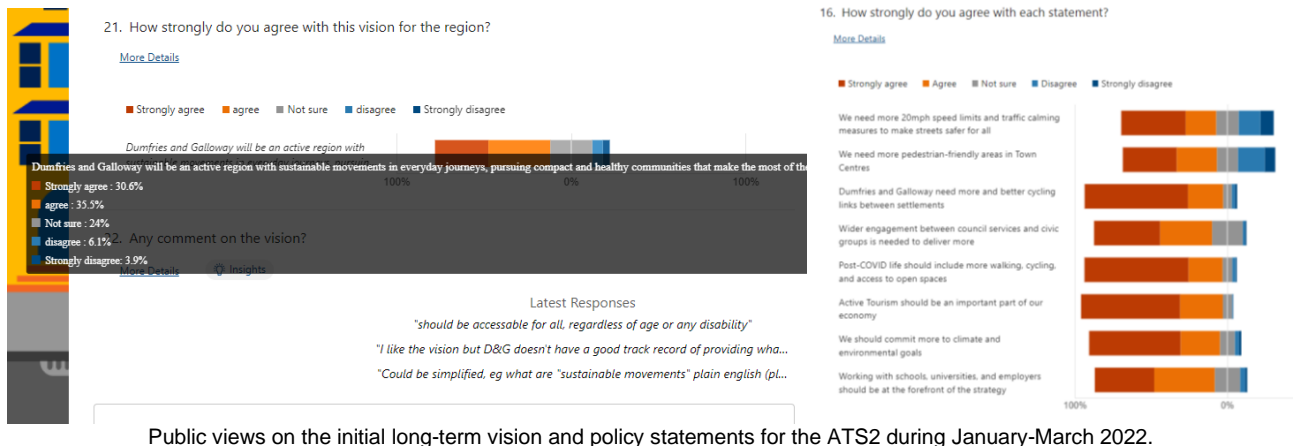 21. How strongly do you agree with this vision for the region?
More Details
Strongly agree agree Not sure disagree Strongly disagree
Dumfries and Galloway will be an active region with
Dumfries and Galloway Will be an active region with sustainable movements in everyday journeys, pursuing compact and healthy communities that make the most of the
Strongly agree : 30.6%
agree : 35.5%
Not sure : 24%
disagree : 6.1%
Strongly disagree: 3.9%
100% 0% 100%
22. Any comment on the vision?
More Details Insights
Latest Responses
"should be accessable for all, regardless of age or any disability"
"I like the vision but D&G doesn't have a good track record of providing wha...
"Could be simplified, eg what are "sustainable movements" plain english (pl...
16. How strongly do you agree with each statement?
More Details
Strongly agree Agree Not sure Disagree Strongly disagree
We need more 20mph speed limits and traffic calming
measures to make streets safer for all
We need more pedestrian-friendly areas in Town
Centres
Dumfries and Galloway need more and better cycling
links between settlements
Wider engagement between council services and civic
groups is needed to deliver more
Post-COVID life should include more walking, cycling,
and access to open spaces
Active Tourism should be an important part of our
economy
We should commit more to climate and
environmental goals
Working with schools, universities, and employers
should be at the forefront of the strategy
100% 0%
Public views on the initial long-term vision and policy statements for the ATS2 during January-March 2022.